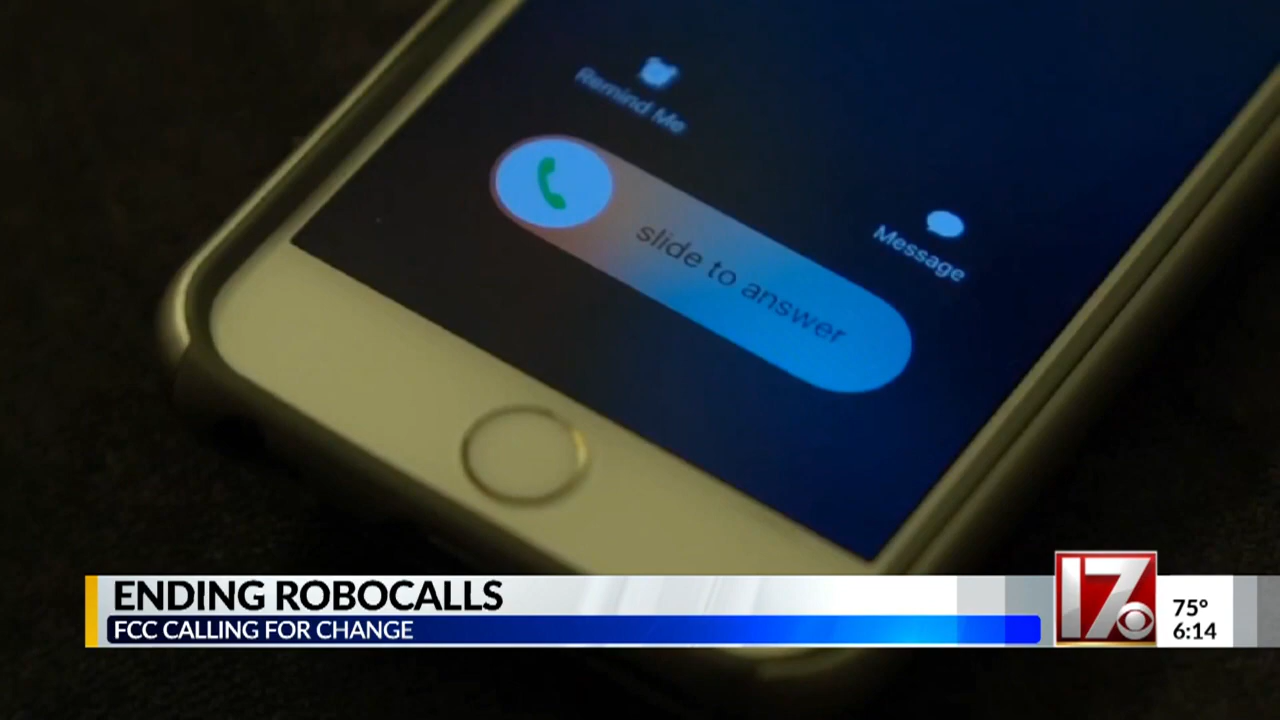 Remind Me
Message
slide to answer
ENDING ROBOCALLS
FCC CALLING FOR CHANGE
17
75°
6:14